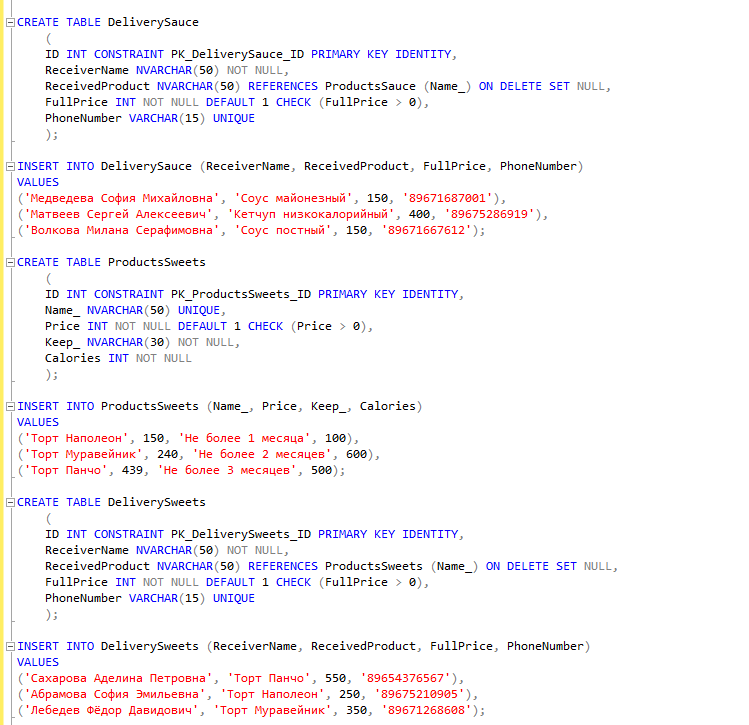 CREATE TABLE DeliverySauce
(
ID INT CONSTRAINT PK_DeliverySauce_ID PRIMARY KEY IDENTITY,
ReceiverName NVARCHAR(50) NOT NULL,
ReceivedProduct NVARCHAR(50) REFERENCES ProductsSauce (Name_) ON DELETE SET NULL,
FullPrice INT NOT NULL DEFAULT 1 CHECK (FullPrice > 0),
PhoneNumber VARCHAR(15) UNIQUE
);
INSERT INTO DeliverySauce (ReceiverName, ReceivedProduct, FullPrice, PhoneNumber)
VALUES
('Медведева София Михайловна', 'Соус майонезный', 150, '89671687001'),
('Матвеев Сергей Алексеевич', 'Кетчуп низкокалорийный', 400, '89675286919'),
('Волкова Милана Серафимовна', 'Соус постный', 150, '89671667612');
CREATE TABLE ProductsSweets
(
ID INT CONSTRAINT PK_ProductsSweets_ID PRIMARY KEY IDENTITY,
Name_ NVARCHAR(50) UNIQUE,
Price INT NOT NULL DEFAULT 1 CHECK (Price > 0),
Keep_ NVARCHAR(30) NOT NULL,
Calories INT NOT NULL
);
INSERT INTO ProductsSweets (Name_, Price, Keep_, Calories)
VALUES
('Торт Наполеон', 150, 'Не более 1 месяца', 100),
('Торт Муравейник', 240, 'Не более 2 месяцев', 600),
('Торт Панчо', 439, 'Не более 3 месяцев', 500);
CREATE TABLE DeliverySweets
(
ID INT CONSTRAINT PK_DeliverySweets_ID PRIMARY KEY IDENTITY,
ReceiverName NVARCHAR(50) NOT NULL,
ReceivedProduct NVARCHAR(50) REFERENCES ProductsSweets (Name_) ON DELETE SET NULL,
FullPrice INT NOT NULL DEFAULT 1 CHECK (FullPrice > 0),
PhoneNumber VARCHAR(15) UNIQUE
);
INSERT INTO DeliverySweets (ReceiverName, ReceivedProduct, FullPrice, PhoneNumber)
VALUES
('Сахарова Аделина Петровна', 'Торт Панчо', 550, '89654376567'),
('Абрамова София Эмильевна', 'Торт Наполеон', 250, '89675210905'),
('Лебедев Фёдор Давидович', 'Торт Муравейник', 350, '89671268608');